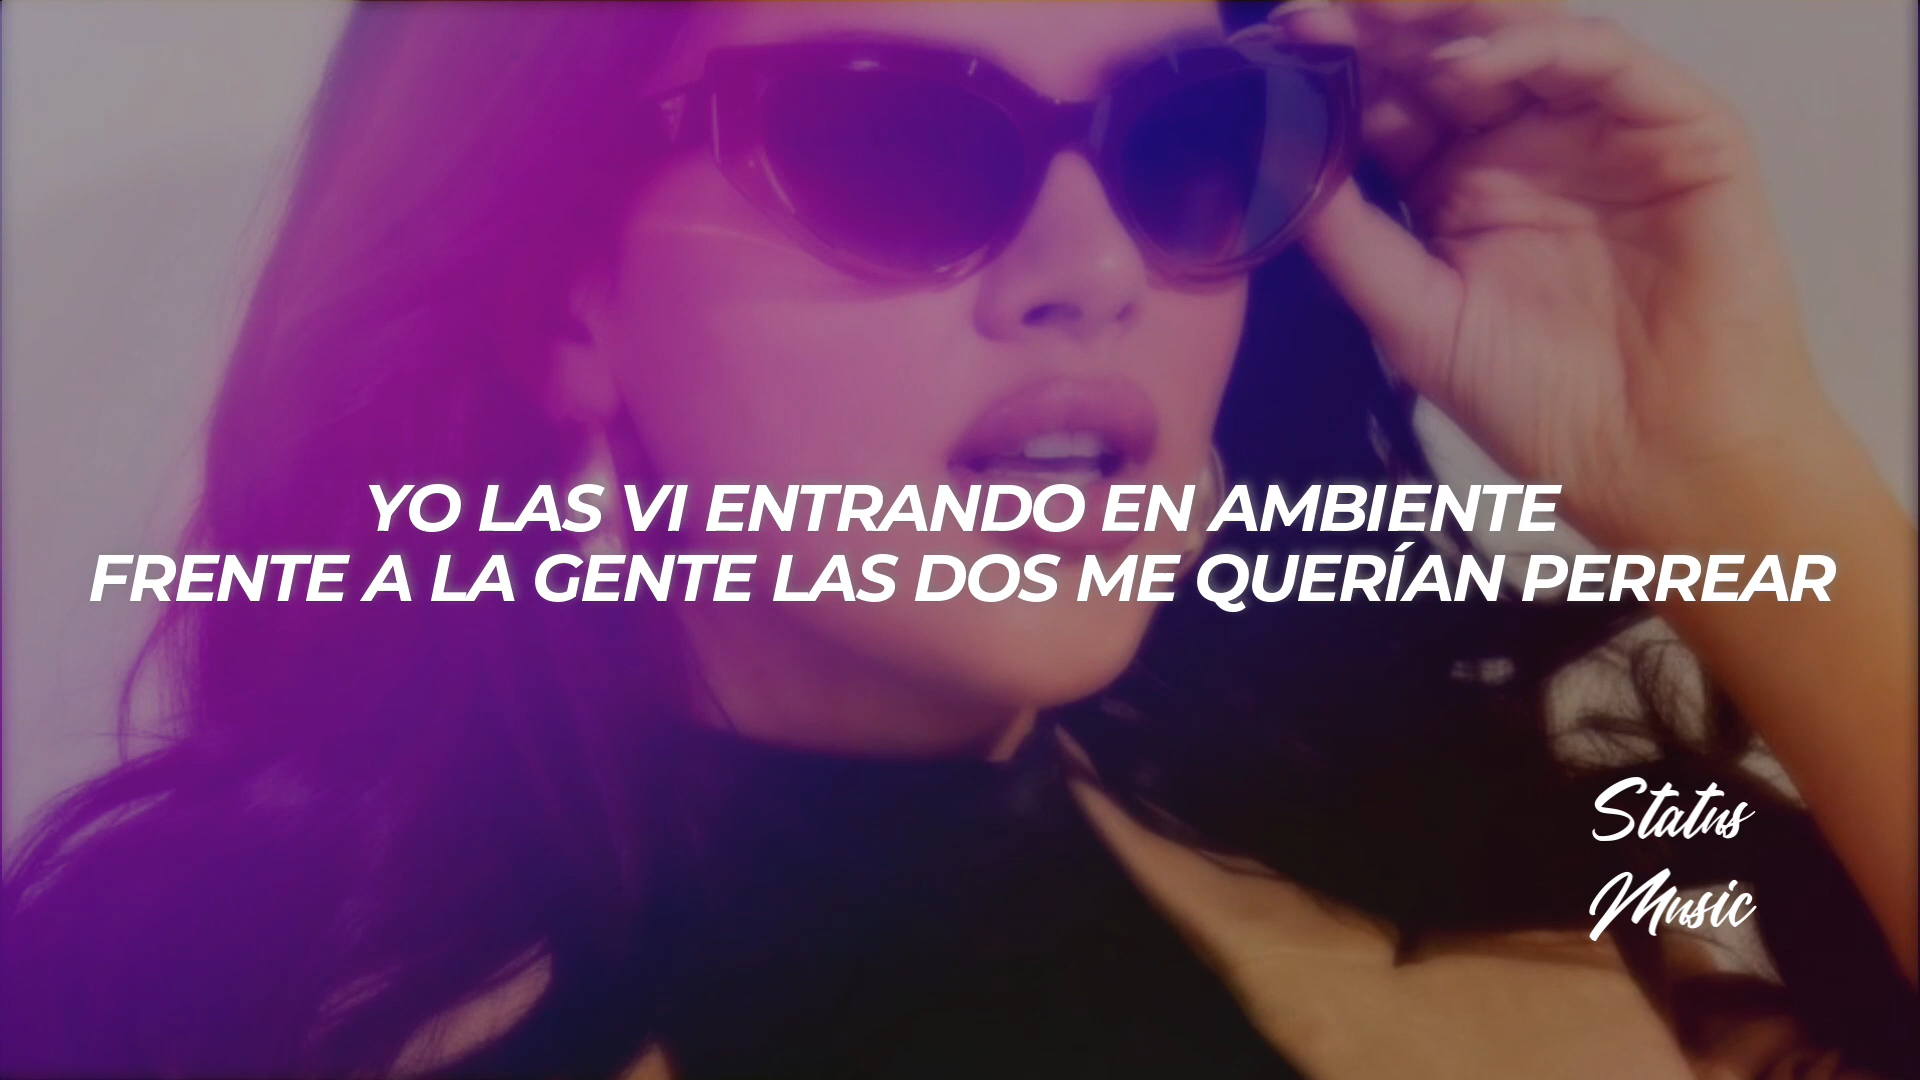 YO LAS VI ENTRANDO EN AMBIENTE
FRENTE A LA GENTE LAS DOS ME QUERÍAN PERREAR
Status
Music